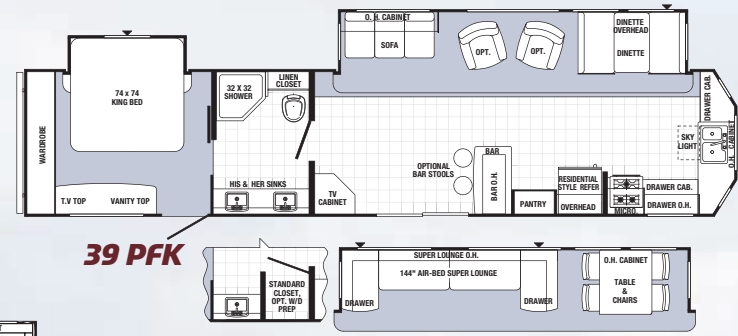 O. H. CABINET
SOFA
OPT.
OPT.
DINETTE
OVERHEAD
DINETTE
74 x 74
KING BED
WARDROBE
T.V TOP
VANITY TOP
32 X 32
SHOWER
LINEN
CLOSET
HIS & HER SINKS
TV
CABINET
OPTIONAL
BAR STOOLS
BAR
BAR O.H.
PANTRY
RESIDENTIAL
STYLE REFER
OVERHEAD
MICRO.
DRAWER CAB.
DRAWER O.H.
SKY
LIGHT
DRAWER CAB.
O.H. CABINET
39 PFK
STANDARD
CLOSET,
OPT. W/D
PREP
SUPER LOUNGE O.H.
144" AIR-BED SUPER LOUNGE
DRAWER
DRAWER
O.H. CABINET
TABLE
&
CHAIRS